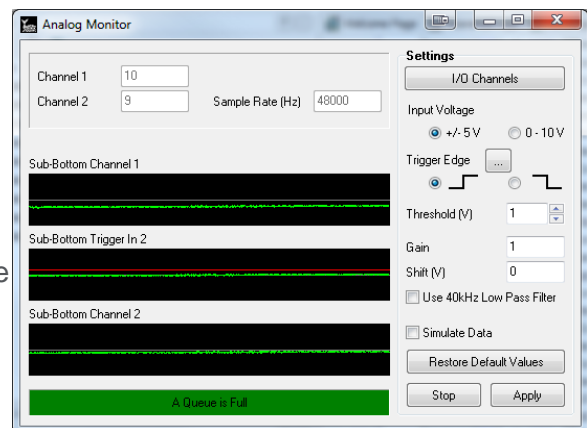 Analog Monitor
Channel 1 10
Channel 2 9 Sample Rate (Hz) 48000
Sub-Bottom Channel 1
Sub-Bottom Trigger In 2
e
Sub-Bottom Channel 2
A Queue is Full
Settings
I/O Channels
Input Voltage
+/- 5 V 0 - 10 V
Trigger Edge ...
Threshold (V) 1
Gain 1
Shift (V) 0
Use 40kHz Low Pass Filter
Simulate Data
Restore Default Values
Stop Apply